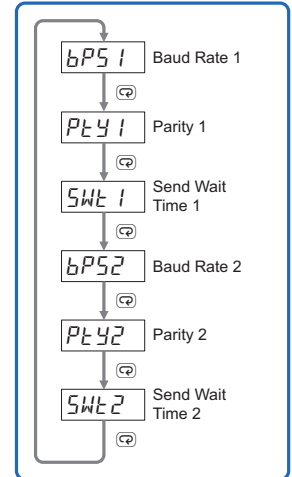 bPS1
Baud Rate 1
PtY1
Parity 1
SWt1
Send Wait
Time 1
bPS2
Baud Rate 2
PtY2
Parity 2
SWt2
Send Wait
Time 2